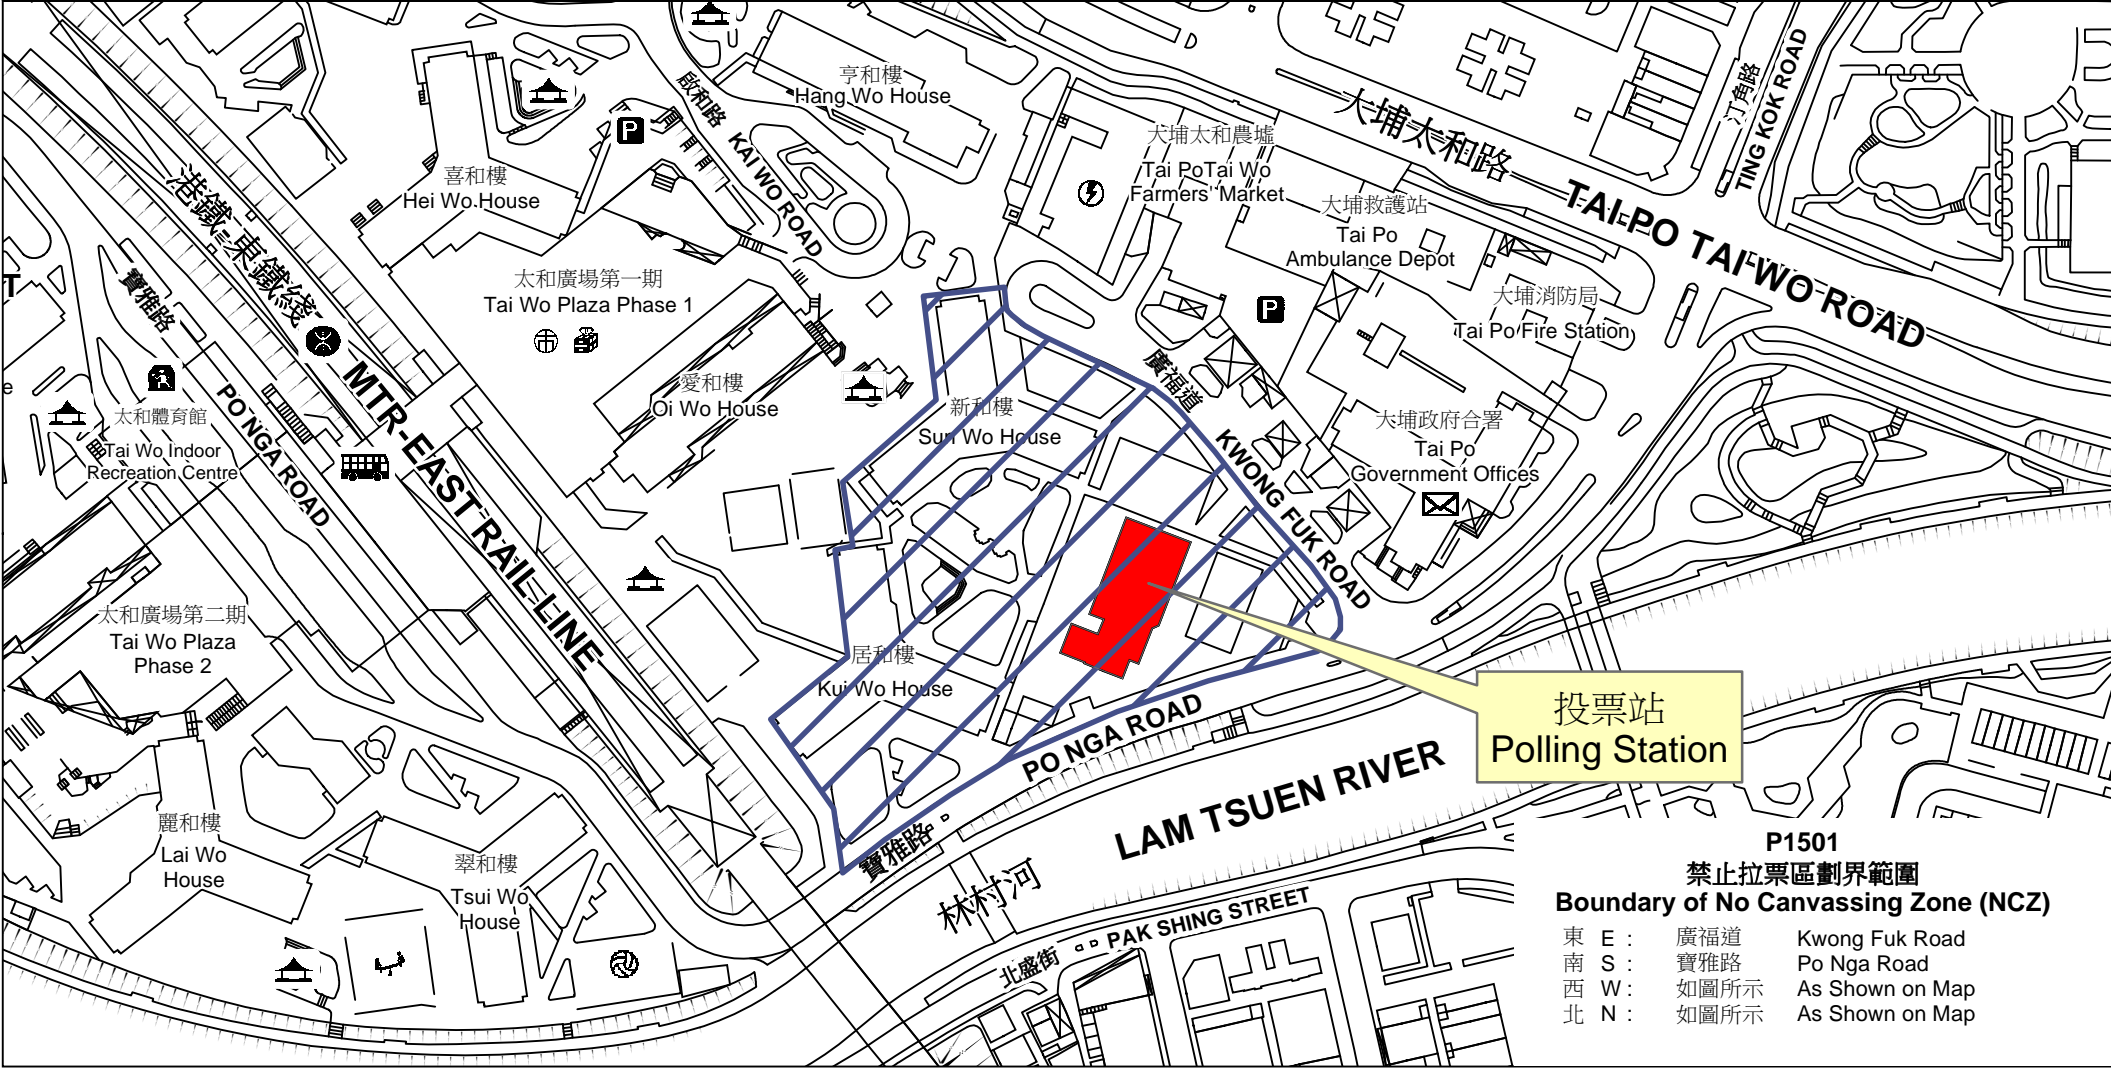 亨和樓
Hang Wo House
啟和路 KAI WO ROAD
大埔太和路 TAI PO TAI WO ROAD
汀角路
TING KOK ROAD
大埔太和農墟
Tai PoTai Wo
Farmers' Market
喜和樓
Hei Wo House
大埔救護站
Tai Po
Ambulance Depot
港鐵-東鐵綫 MTR-EAST RAIL LINE
太和廣場第一期
Tai Wo Plaza Phase 1
大埔消防局
Tai Po Fire Station
T
寶雅路
PO NGA ROAD
e
太和體育館
Tai Wo Indoor
Recreation Centre
愛和樓
Oi Wo House
新和樓
Sun Wo House
廣福道
KWONG FUK ROAD
大埔政府合署
Tai Po
Government Offices
P
P
市
太和廣場第二期
Tai Wo Plaza
Phase 2
居和樓
Kui Wo House
投票站
Polling Station
寶雅路
PO NGA ROAD
林村河
LAM TSUEN RIVER
麗和樓
Lai Wo
House
翠和樓
Tsui Wo
House
北盛街
PAK SHING STREET
P1501
禁止拉票區劃界範圍
Boundary of No Canvassing Zone (NCZ)
東 E : 廣福道 Kwong Fuk Road
南 S : 寶雅路 Po Nga Road
西 W : 如圖所示 As Shown on Map
北 N : 如圖所示 As Shown on Map